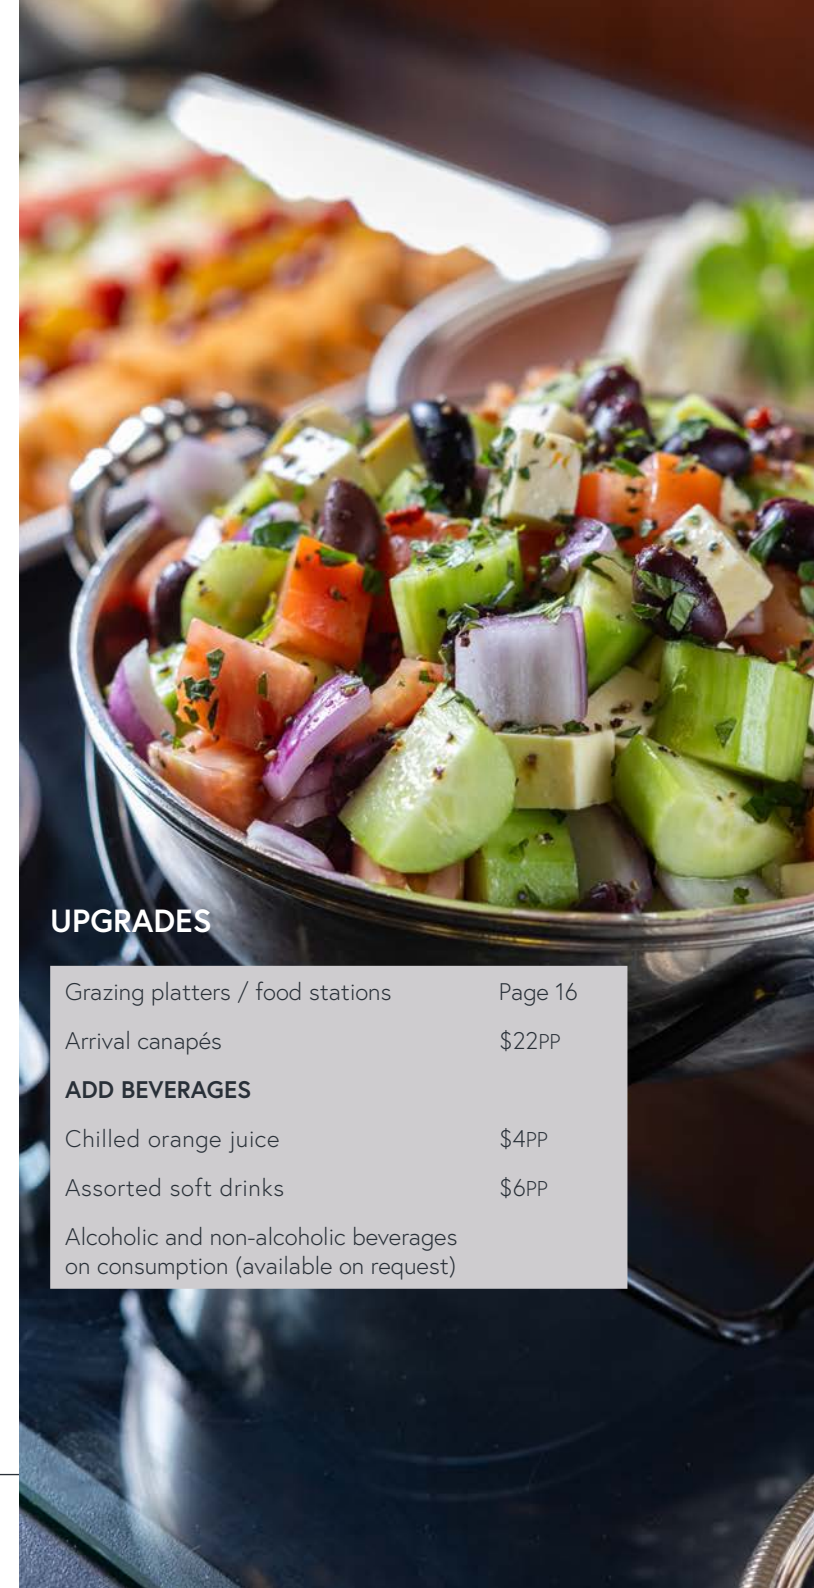 UPGRADES
Grazing platters / food stations Page 16
Arrival canapés $22PP
ADD BEVERAGES
Chilled orange juice $4PP
Assorted soft drinks $6PP
Alcoholic and non-alcoholic beverages
on consumption (available on request)